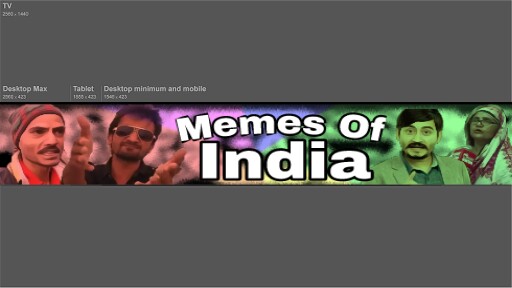 TV
2560 x 1440
Desktop Max
2560 x 423
Tablet
1855 x 423
Desktop minimum and mobile
1546 x 423
Memes Of
India